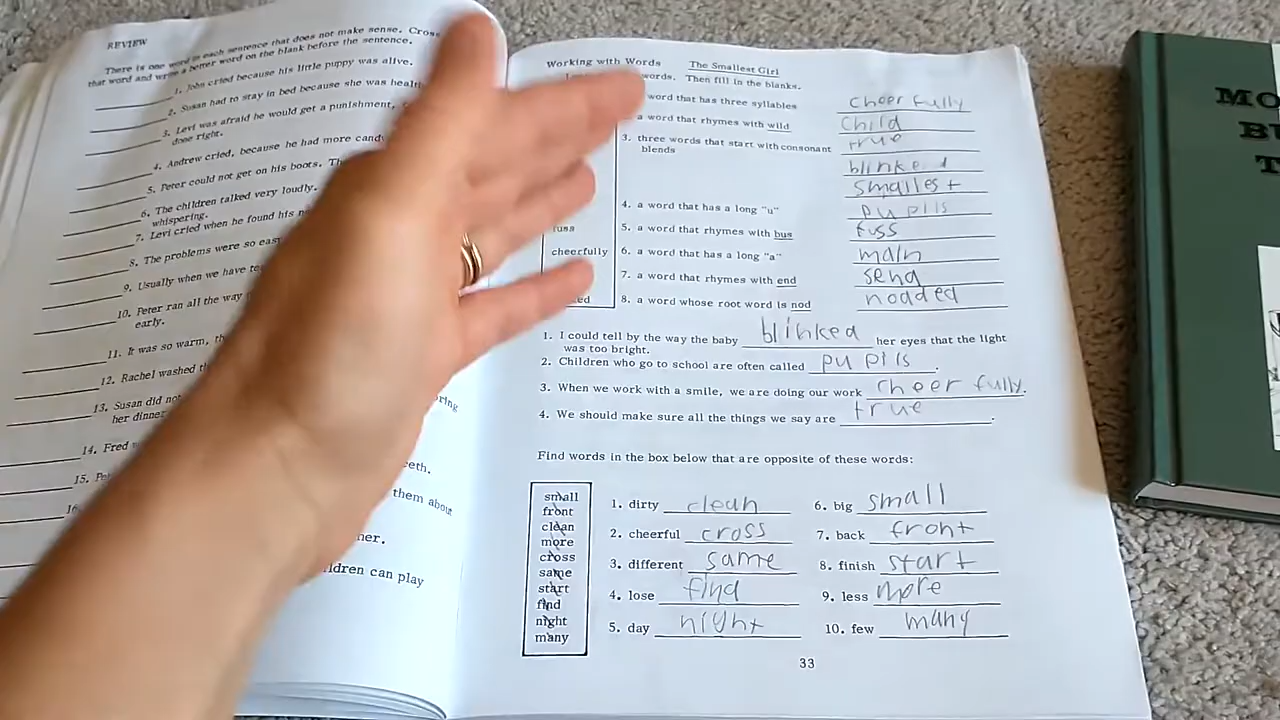 REVIEW
There is one word in each sentence that does not make sense. Cross
that word and write a better word on the blank before the sentence.
1. John cried because his little puppy was alive.
2. Susan had to stay in bed because she was
3. Levi was afraid he would get a punishment,
done right.
4. Andrew cried, because he had more
5. Peter could not get on his boots.
6. The children talked very loudly.
whispering.
7. Levi cried when he found his
8. The problems were so easy
9. Usually when we have
10. Peter ran all the way
early.
11. It was so warm,
12. Rachel washed
13. Susan did not
her dinner
14. Fred
15.
16
them about
ildren can play
Working with Words The Smallest Girl
words. Then fill in the blanks.
word that has three syllables cheerfully
a word that rhymes with wild child
3. three words that start with consonant true
blends blinked
smallest
4. a word that has a long "u" pupils
5. a word that rhymes with bus fuss
cheerfully 6. a word that has a long "a" main
7. a word that rhymes with end send
8. a word whose root word is nod nodded
1. I could tell by the way the baby blinked her eyes that the light
was too bright.
2. Children who go to school are often called pupils.
3. When we work with a smile, we are doing our work cheerfully.
4. We should make sure all the things we say are true.
Find words in the box below that are opposite of these words:
small
front
clean
more
cross
same
start
find
night
many
1. dirty clean 6. big small
2. cheerful cross 7. back front
3. different same 8. finish start
4. lose find 9. less more
5. day night 10. few many
33
MO
BU
T